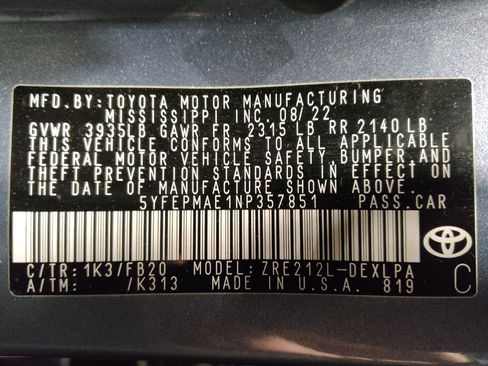 MFD.BY:TOYOTA MOTOR MANUFACTURING
MISSISSIPPI INC. 08/22
GVWR 3935LB GAWR FR 2315 LB RR 2140 LB
THIS VEHICLE CONFORMS TO ALL APPLICABLE
FEDERAL MOTOR VEHICLE SAFETY, BUMPER, AND
THEFT PREVENTION STANDARDS IN EFFECT ON
THE DATE OF MANUFACTURE SHOWN ABOVE.
5YFEPMAE1NP357851 PASS.CAR
C/TR: 1K3/FB20 MODEL: ZRE212L-DEXLPA
A/TM: /K313 MADE IN U.S.A. 819 C